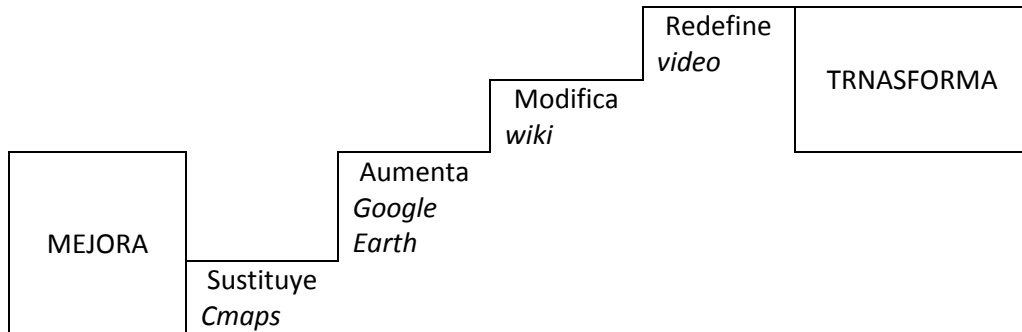 Redefine
video
TRNASFORMA
Modifica
wiki
Aumenta
Google
Earth
MEJORA
Sustituye
Cmaps